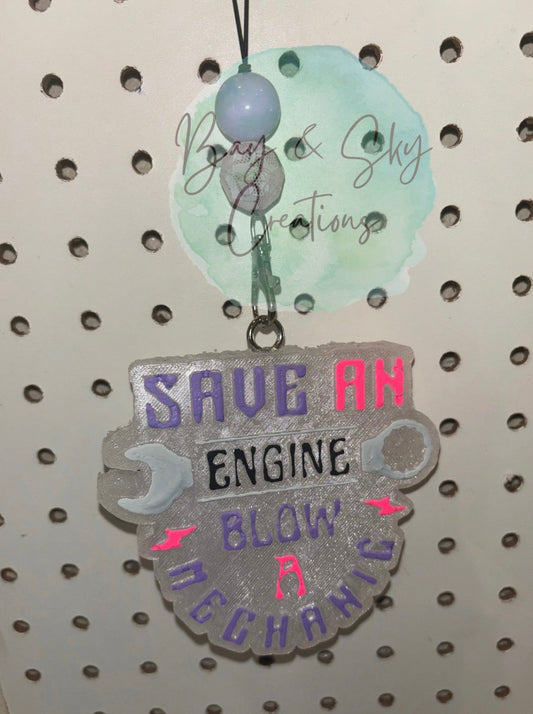 Bay & Sky
Creations
SAVE AN
ENGINE
BLOW
A
MECHANIC